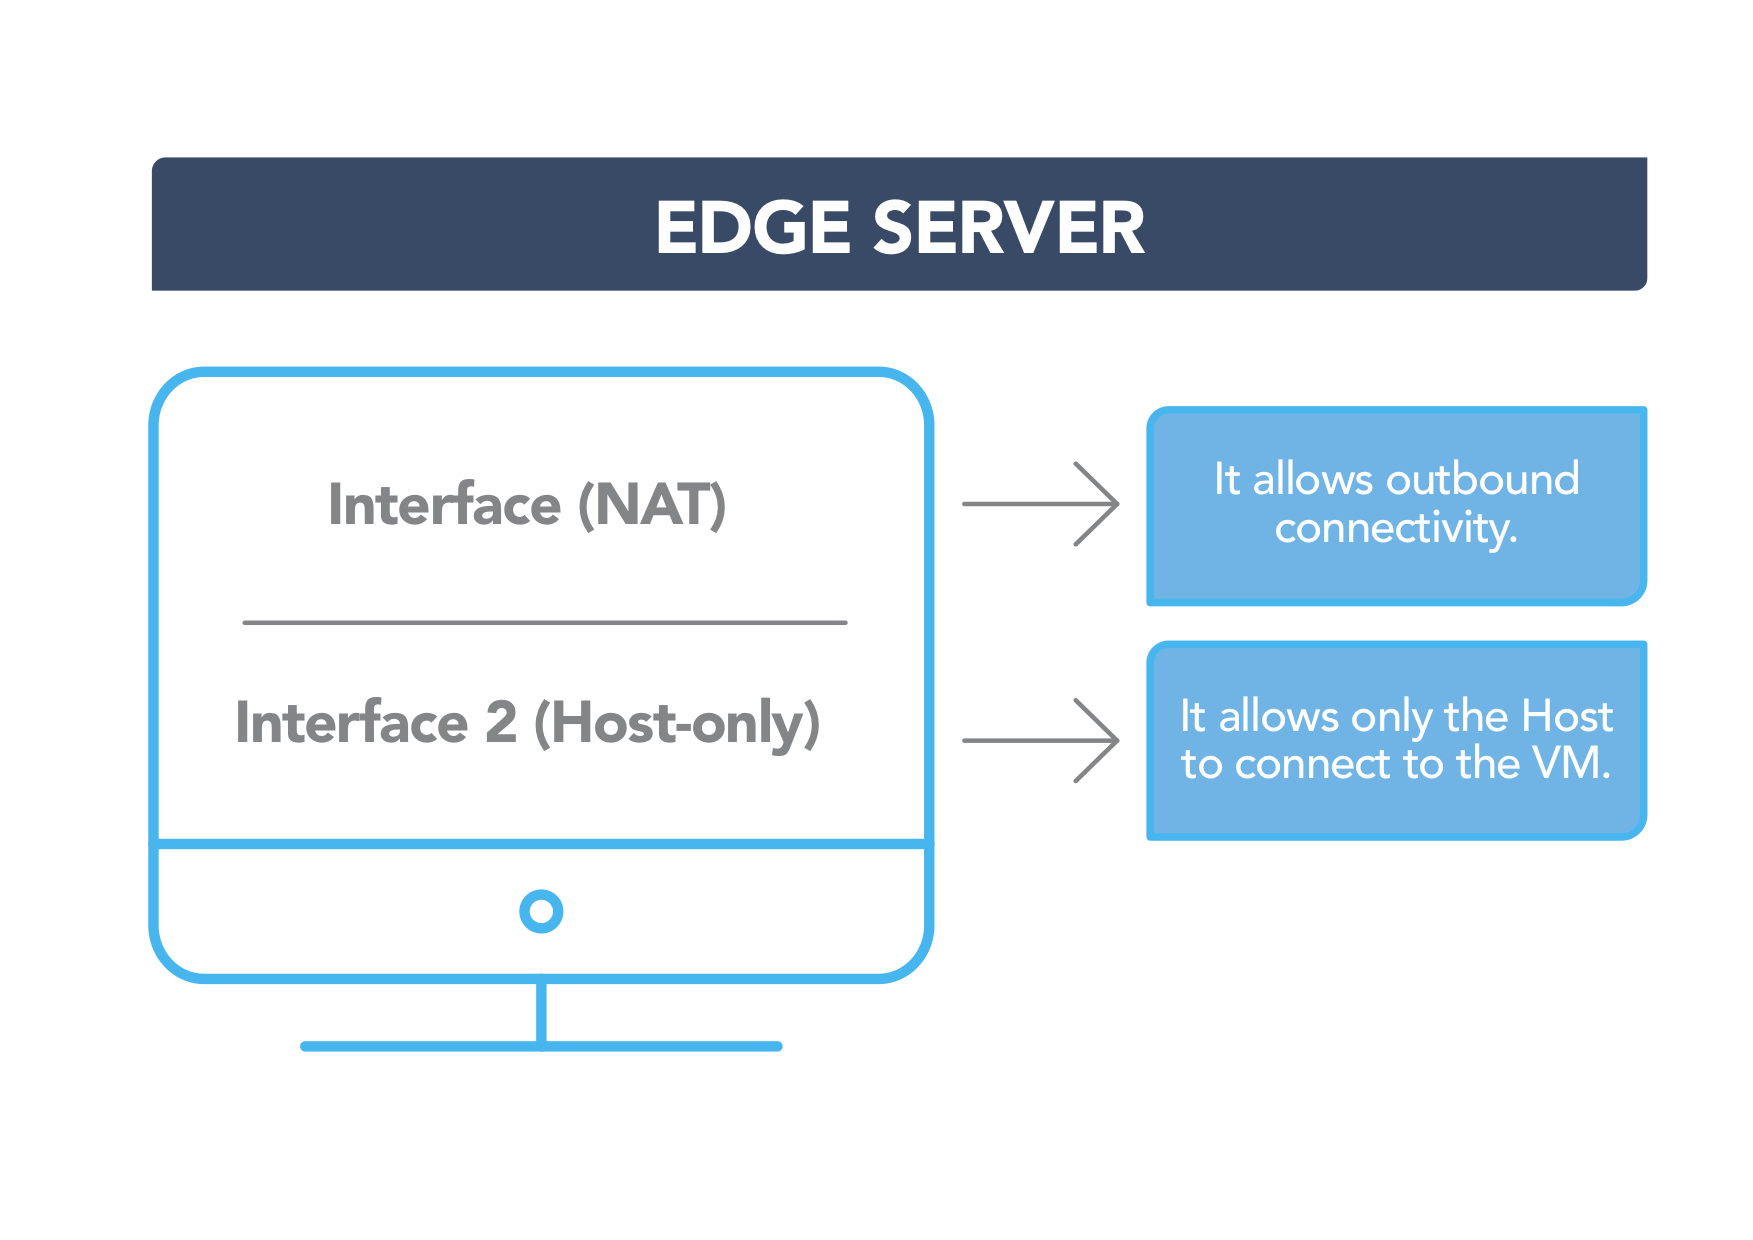 EDGE SERVER
Interface (NAT)
It allows outbound
connectivity.
Interface 2 (Host-only)
It allows only the Host
to connect to the VM.